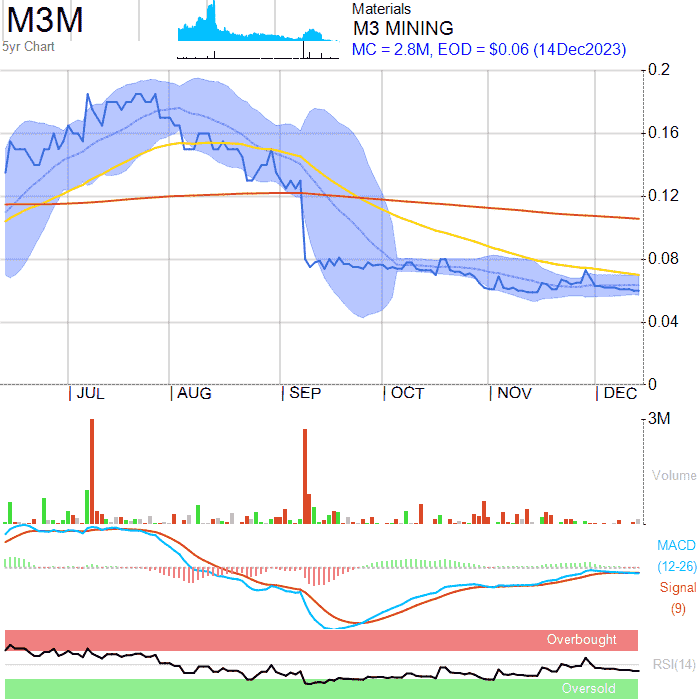 M3M
5yr Chart
Materials
M3 MINING
MC = 2.8M, EOD = $0.06 (14Dec2023)
0.2
0.16
0.12
0.08
0.04
0
JUL
AUG
SEP
OCT
NOV
DEC
3M
Volume
MACD
(12-26)
Signal
(9)
Overbought
RSI(14)
Oversold